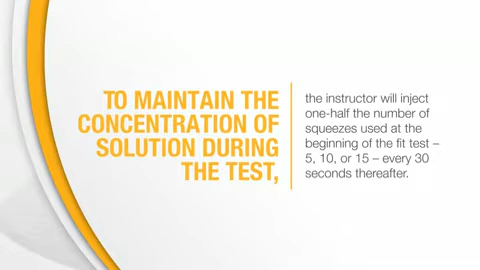 TO MAINTAIN THE
CONCENTRATION OF
SOLUTION DURING
THE TEST,
the instructor will inject
one-half the number of
squeezes used at the
beginning of the fit test –
5, 10, or 15 – every 30
seconds thereafter.